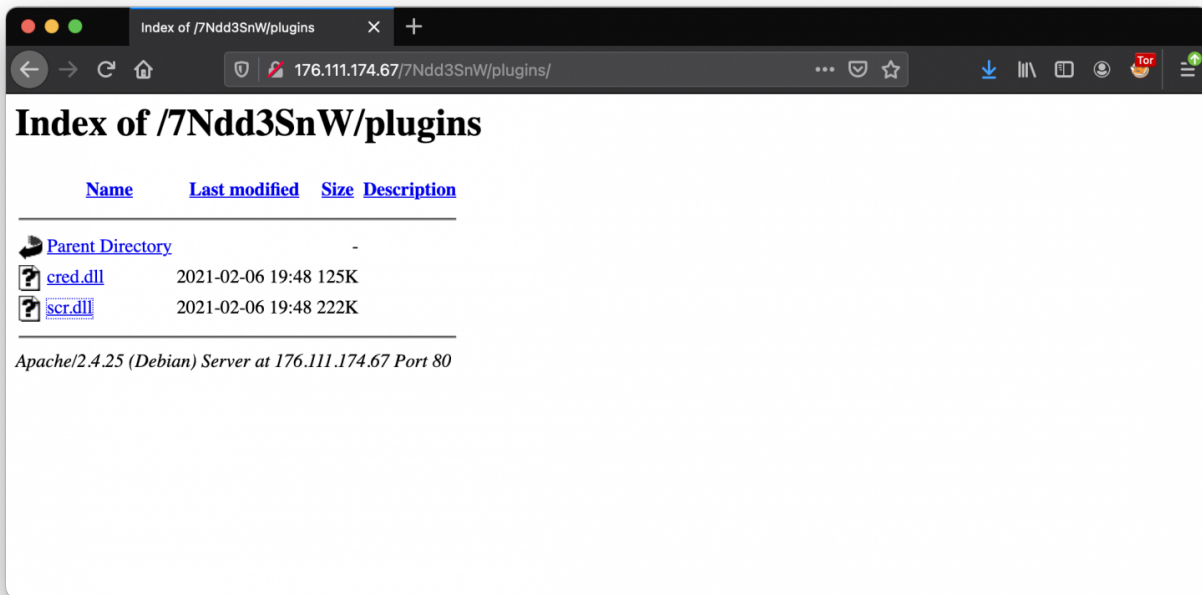 Index of /7Ndd3SnW/plugins
176.111.174.67/7Ndd3SnW/plugins/
Tor
Index of /7Ndd3SnW/plugins
Name Last modified Size Description
Parent Directory -
cred.dll 2021-02-06 19:48 125K
scr.dll 2021-02-06 19:48 222K
Apache/2.4.25 (Debian) Server at 176.111.174.67 Port 80